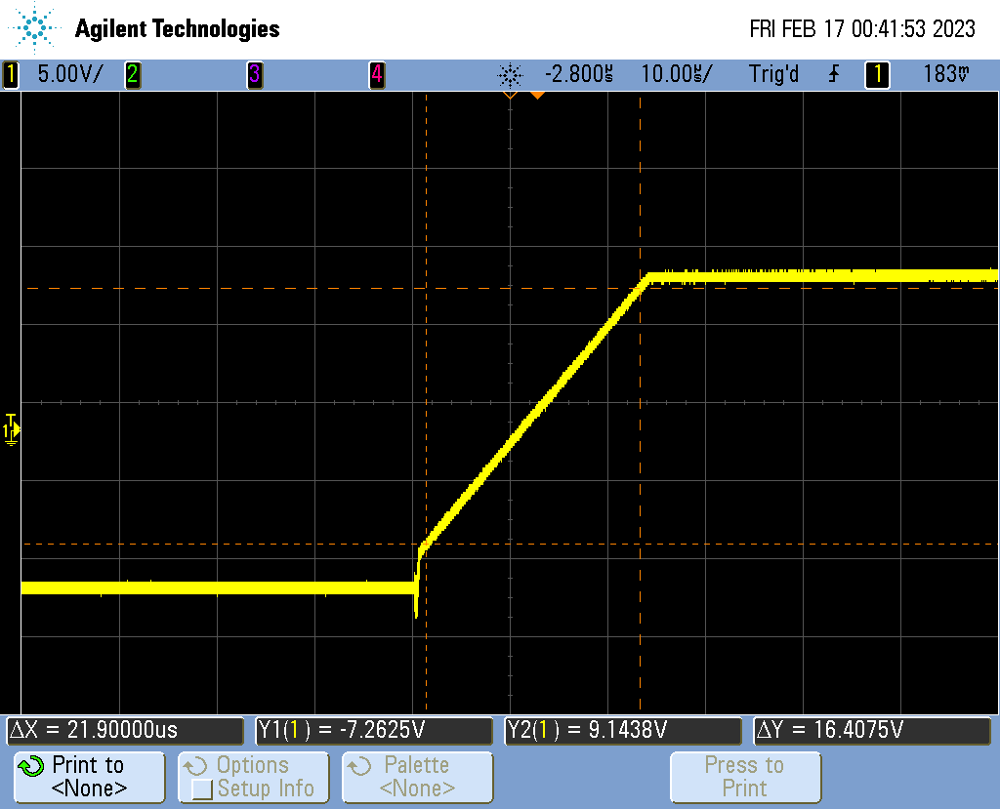 Agilent Technologies
FRI FEB 17 00:41:53 2023
1 5.00V/ 2 3 4 -2.800µs 10.00µs/ Trig'd 1 183mV
T
1
ΔX = 21.90000us Y1(1) = -7.2625V Y2(1) = 9.1438V ΔY = 16.4075V
Print to
<None>
Options
Setup Info
Palette
<None>
Press to
Print